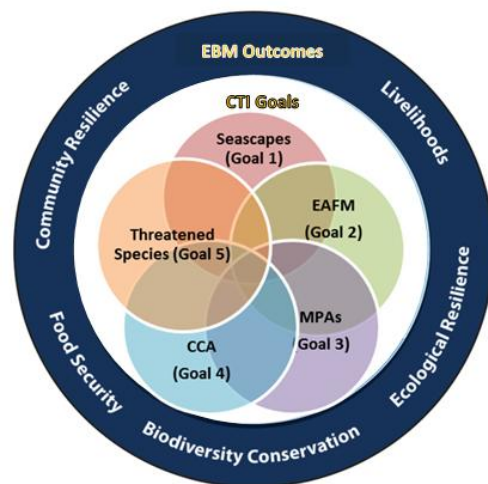 EBM Outcomes
Community Resilience
Livelihoods
CTI Goals
Seascapes
(Goal 1)
EAFM
(Goal 2)
Threatened
Species (Goal 5)
MPAs
(Goal 3)
CCA
(Goal 4)
Food Security
Ecological Resilience
Biodiversity Conservation